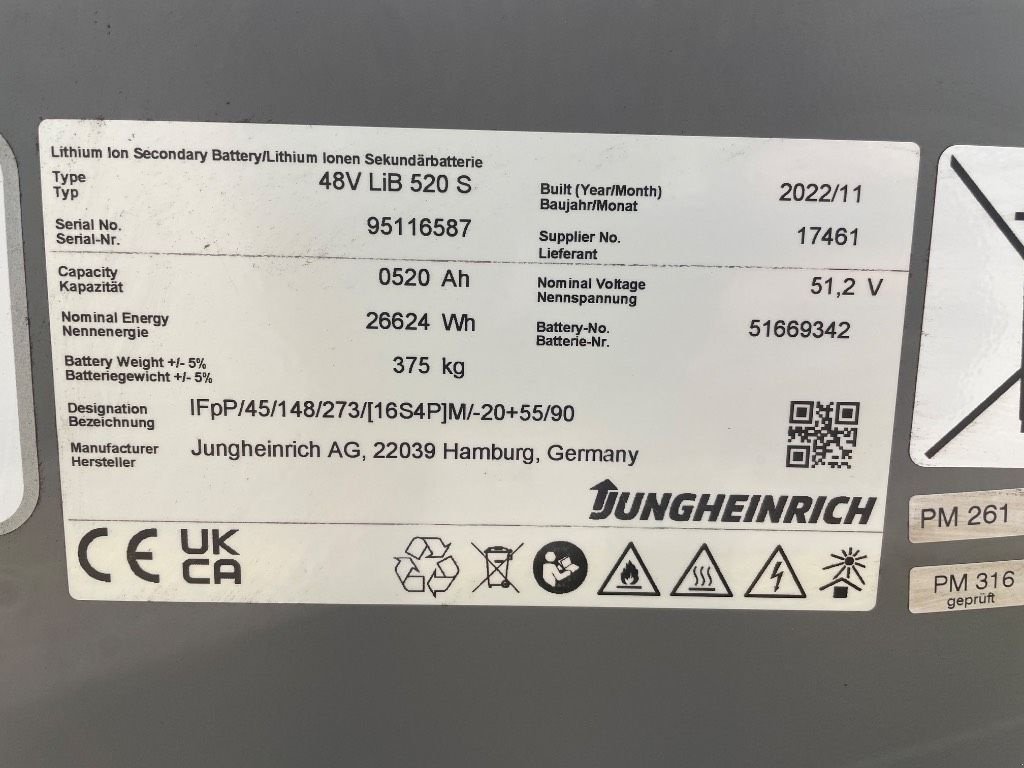 Lithium Ion Secondary Battery/Lithium Ionen Sekundärbatterie
Type
Typ
48V LiB 520 S
Built (Year/Month)
Baujahr/Monat
2022/11
Serial No.
Serial-Nr.
95116587
Supplier No.
Lieferant
17461
Capacity
Kapazität
0520 Ah
Nominal Voltage
Nennspannung
51,2 V
Nominal Energy
Nennenergie
26624 Wh
Battery-No.
Batterie-Nr.
51669342
Battery Weight +/- 5%
Batteriegewicht +/- 5%
375 kg
Designation
Bezeichnung
IFpP/45/148/273/[16S4P]M/-20+55/90
Manufacturer
Hersteller
Jungheinrich AG, 22039 Hamburg, Germany
JUNGHEINRICH
CE UK
CA
PM 261
PM 316
geprüft